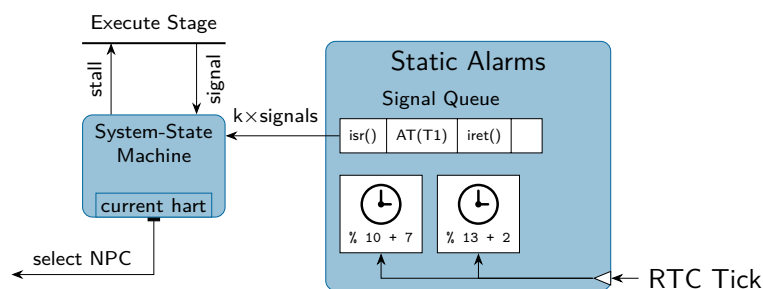 Execute Stage
stall
signal
System-State
Machine
current hart
select NPC
k×signals
Static Alarms
Signal Queue
isr() AT(T1) iret()
% 10 + 7
% 13 + 2
RTC Tick